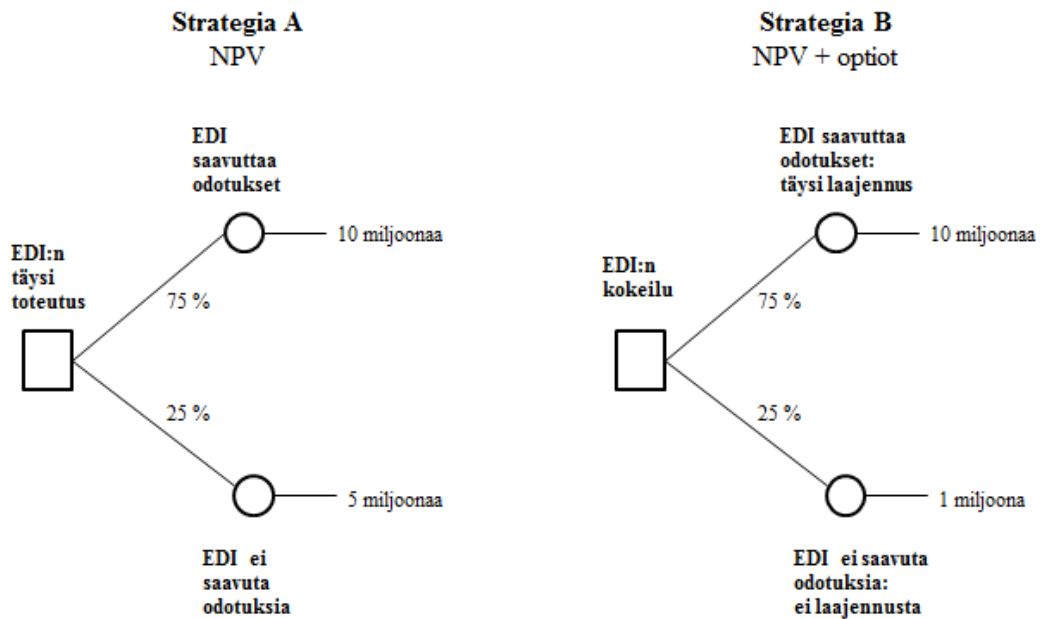 Strategia A
NPV
EDI
saavuttaa
odotukset
10 miljoonaa
EDI:n
täysi
toteutus
75 %
25 %
5 miljoonaa
EDI ei
saavuta
odotuksia
Strategia B
NPV + optiot
EDI saavuttaa
odotukset:
täysi laajennus
10 miljoonaa
EDI:n
kokeilu
75 %
25 %
1 miljoona
EDI ei saavuta
odotuksia:
ei laajennusta